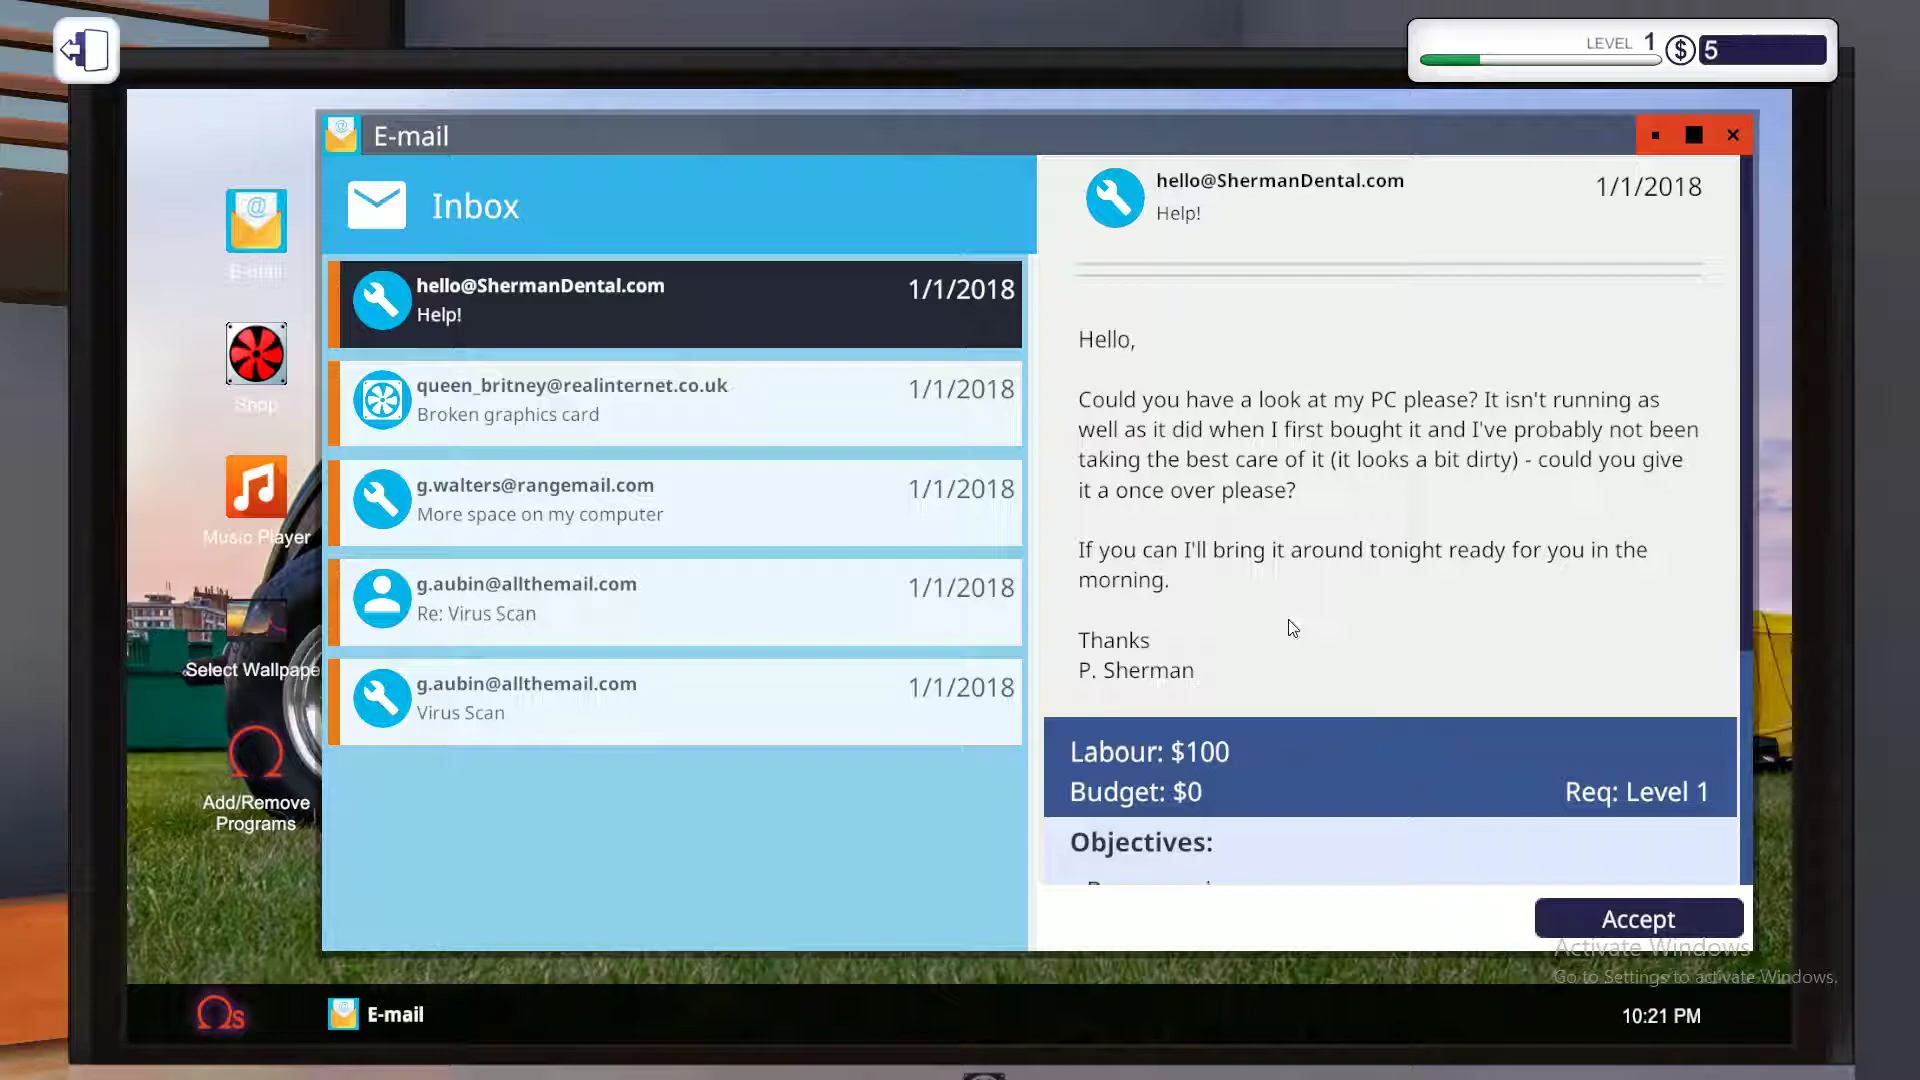 LEVEL 1
$ 5
E-mail
Inbox
hello@ShermanDental.com
1/1/2018
Help!
queen_britney@realinternet.co.uk
1/1/2018
Broken graphics card
g.walters@rangemail.com
1/1/2018
More space on my computer
g.aubin@allthemail.com
1/1/2018
Re: Virus Scan
g.aubin@allthemail.com
1/1/2018
Virus Scan
hello@ShermanDental.com
1/1/2018
Help!
Hello,
Could you have a look at my PC please? It isn't running as
well as it did when I first bought it and I've probably not been
taking the best care of it (it looks a bit dirty) - could you give
it a once over please?
If you can I'll bring it around tonight ready for you in the
morning.
Thanks
P. Sherman
Labour: $100
Budget: $0
Req: Level 1
Objectives:
Accept
E-mail
Shop
Music Player
Select Wallpape
Add/Remove
Programs
Activate Windows
Go to Settings to activate Windows.
Ωs
E-mail
10:21 PM